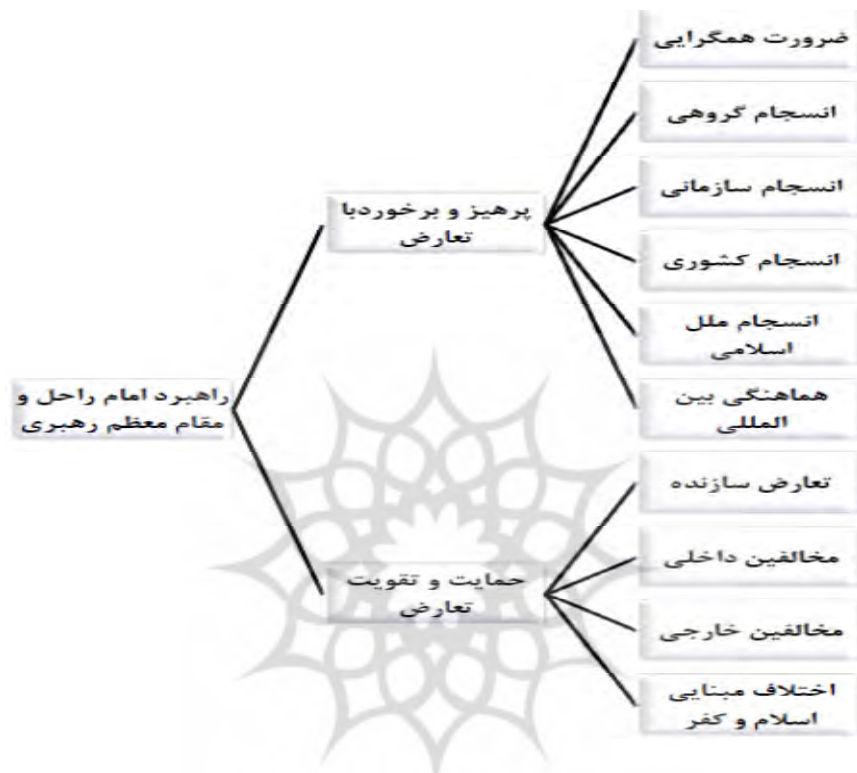 ضرورت همگرایی
انسجام گروهی
انسجام سازمانی
انسجام کشوری
انسجام ملل
اسلامی
هماهنگی بین
المللی
پرهیز و برخوردبا
تعارض
راهبرد امام راحل و
مقام معظم رهبری
تعارض سازنده
مخالفین داخلی
مخالفین خارجی
اختلاف مبنایی
اسلام و کفر
حمایت و تقویت
تعارض